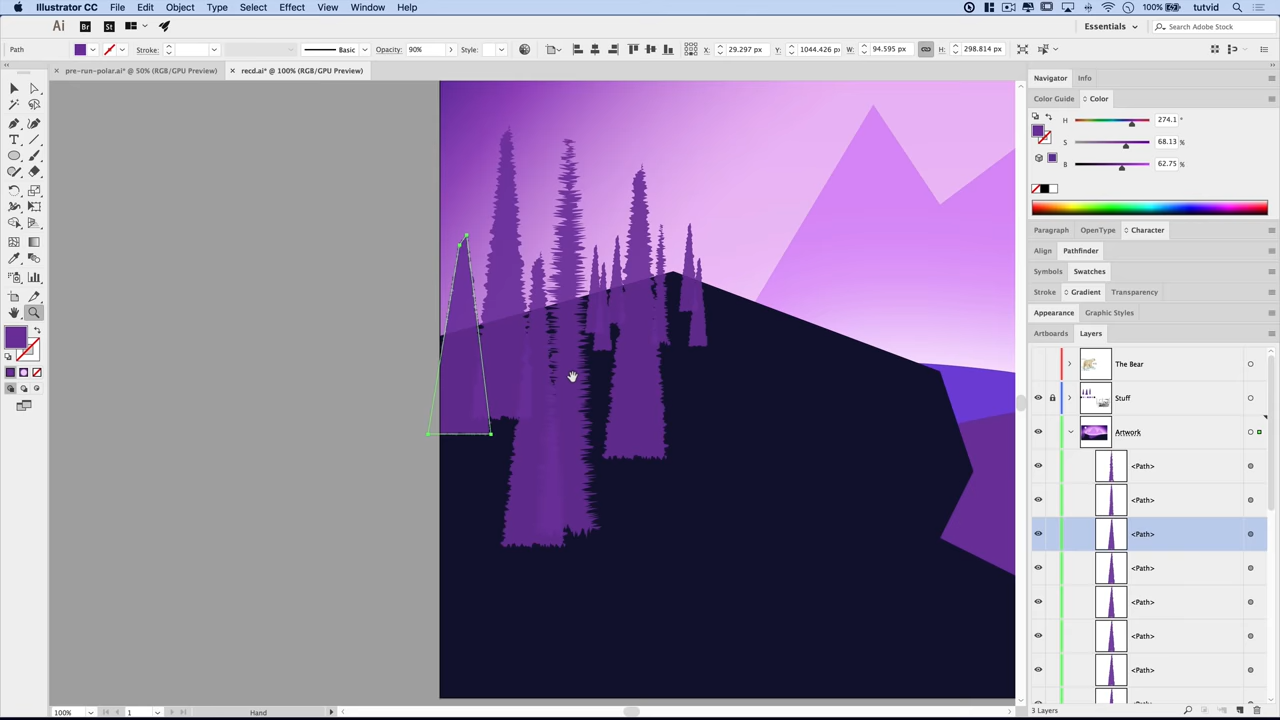 Illustrator CC File Edit Object Type Select Effect View Window Help 100% tutvid
Ai Br St Essentials Search Adobe Stock
Path Stroke: Basic Opacity: 90% Style: X: 29.297 px Y: 1044.426 px W: 94.595 px H: 298.814 px
× pre-run-polar.ai* @ 50% (RGB/GPU Preview) × recd.ai* @ 100% (RGB/GPU Preview)
Navigator Info
Color Guide Color
H 274.1 °
S 68.13 %
B 62.75 %
Paragraph OpenType Character
Align Pathfinder
Symbols Swatches
Stroke Gradient Transparency
Appearance Graphic Styles
Artboards Layers
The Bear
Stuff
Artwork
<Path>
<Path>
<Path>
<Path>
<Path>
<Path>
<Path>
100% 1 Hand 3 Layers